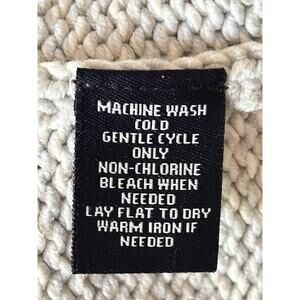 MACHINE WASH
COLD
GENTLE CYCLE
ONLY
NON-CHLORINE
BLEACH WHEN
NEEDED
LAY FLAT TO DRY
WARM IRON IF
NEEDED